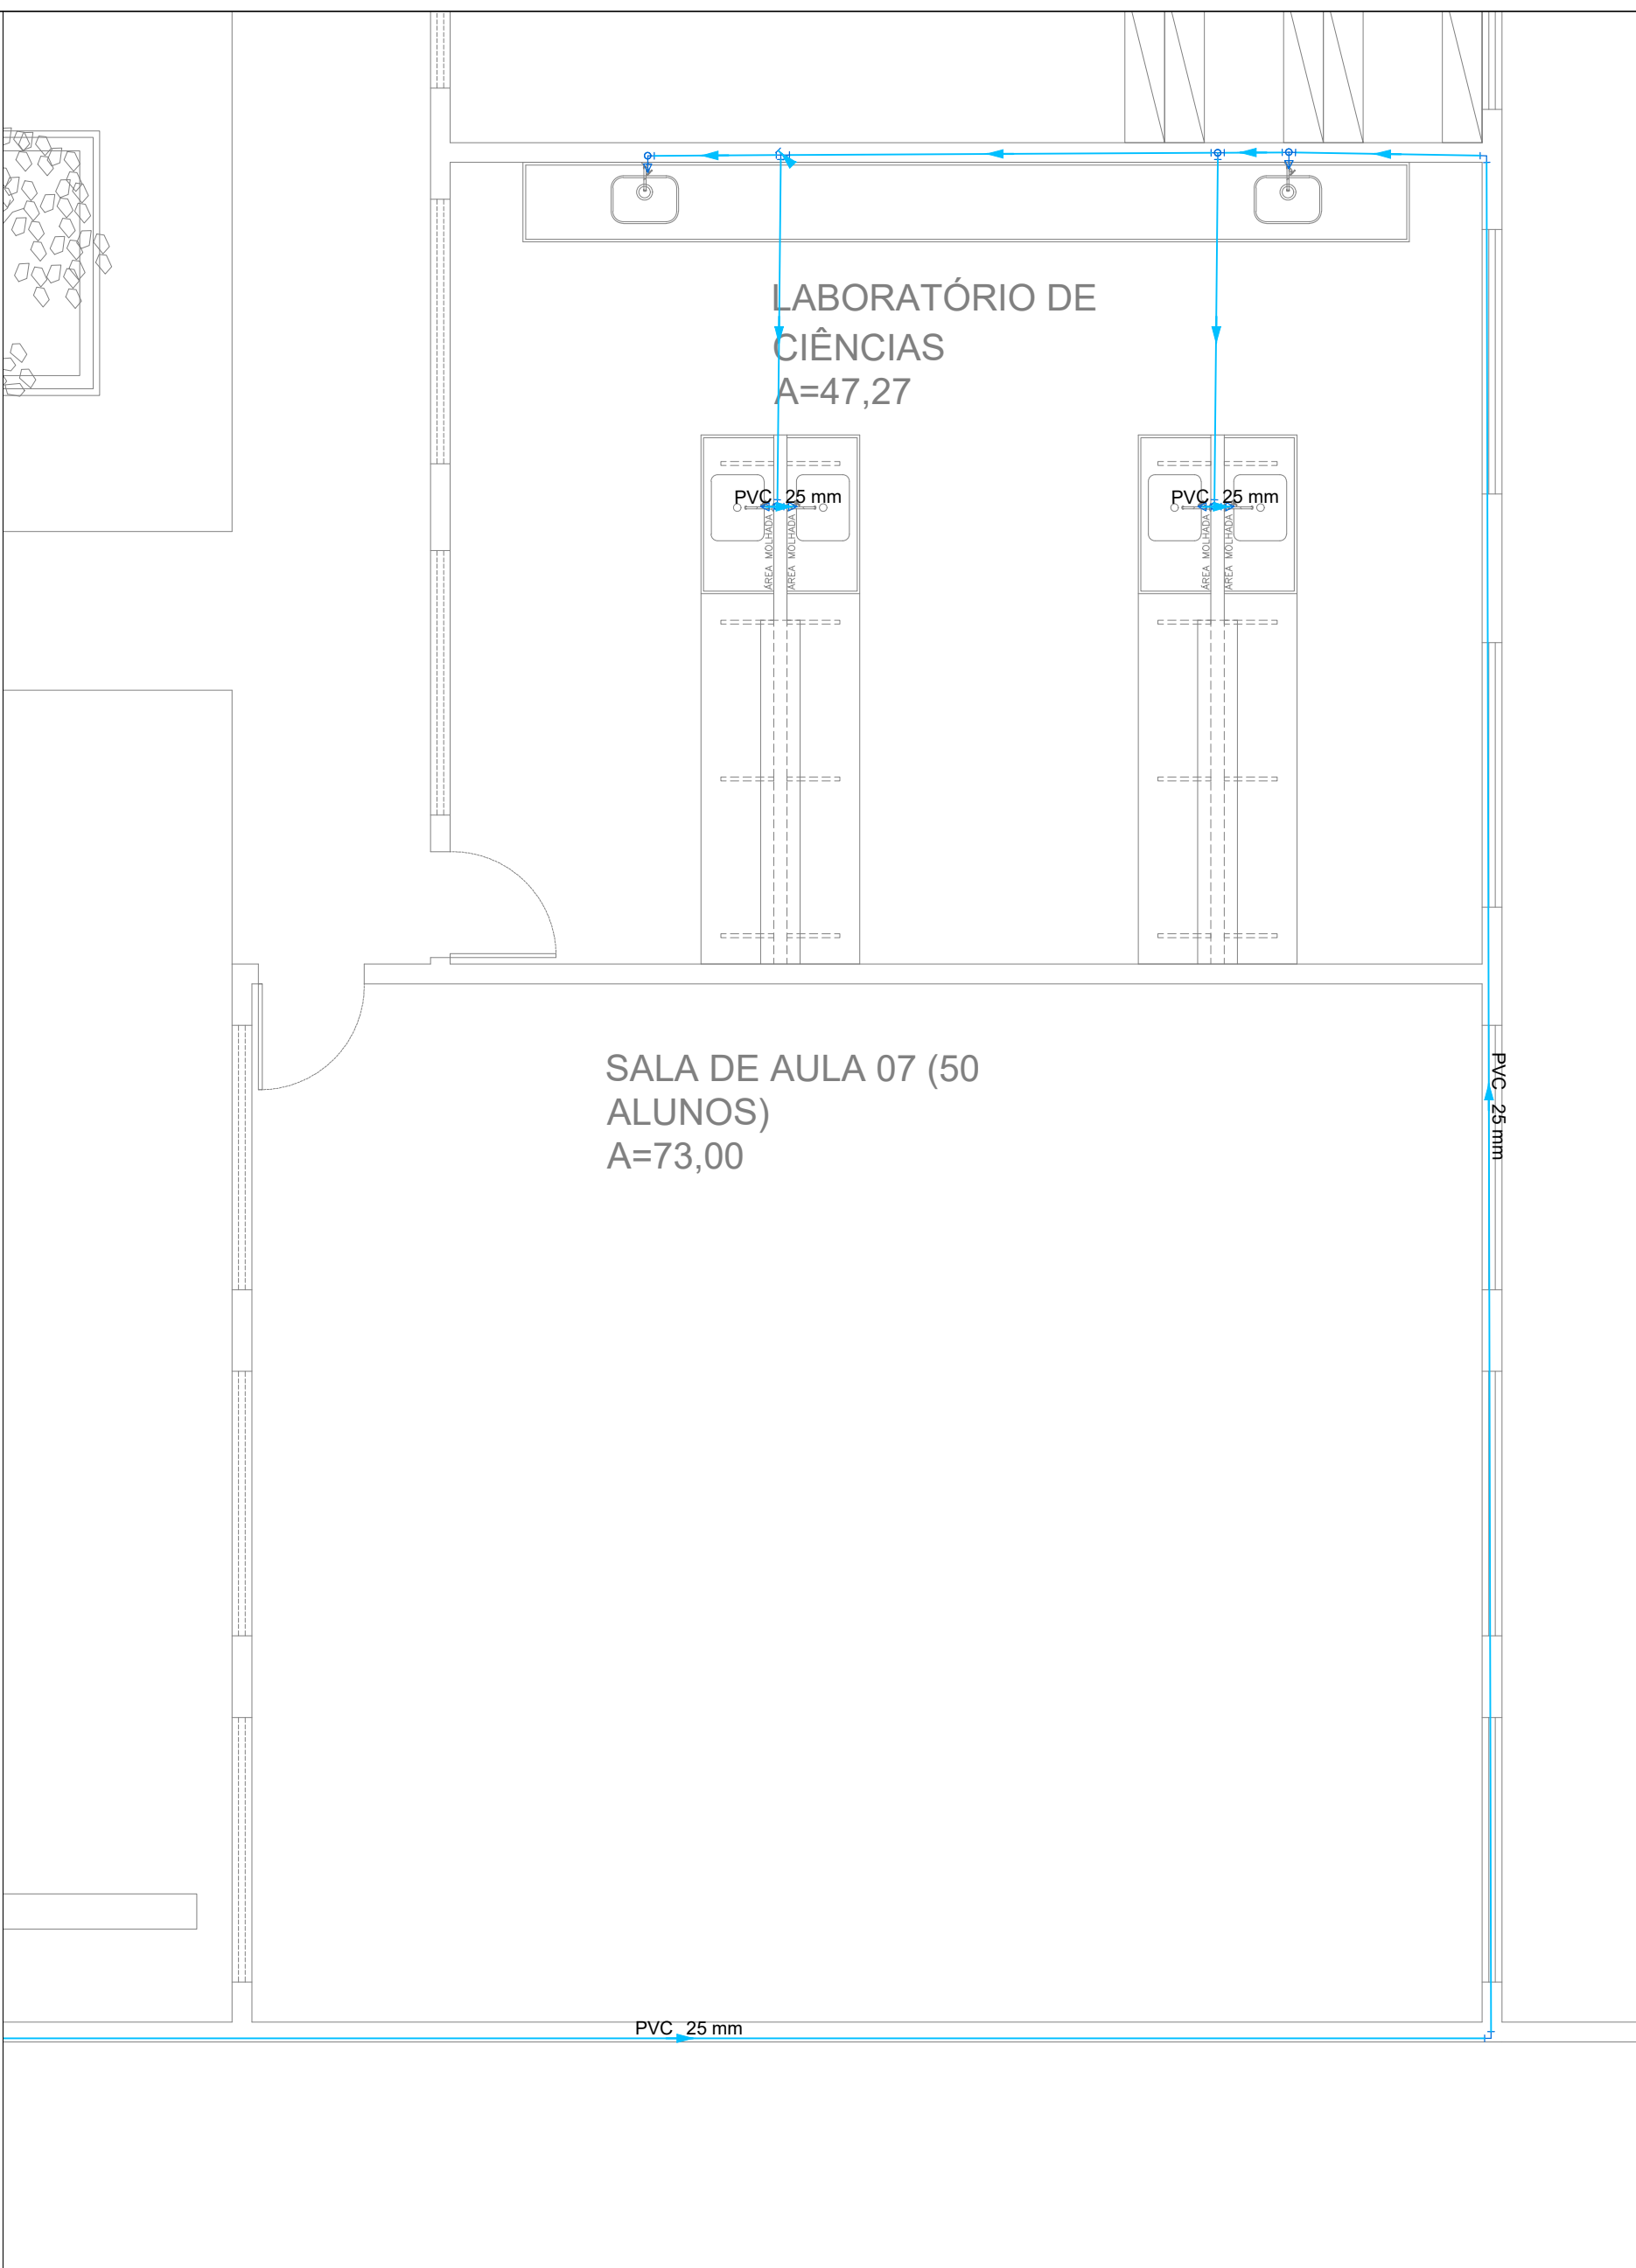 LABORATÓRIO DE
CIÊNCIAS
A=47,27
PVC 25 mm
PVC 25 mm
ÁREA MOLHADA
ÁREA MOLHADA
ÁREA MOLHADA
ÁREA MOLHADA
SALA DE AULA 07 (50
ALUNOS)
A=73,00
PVC 25 mm
PVC 25 mm